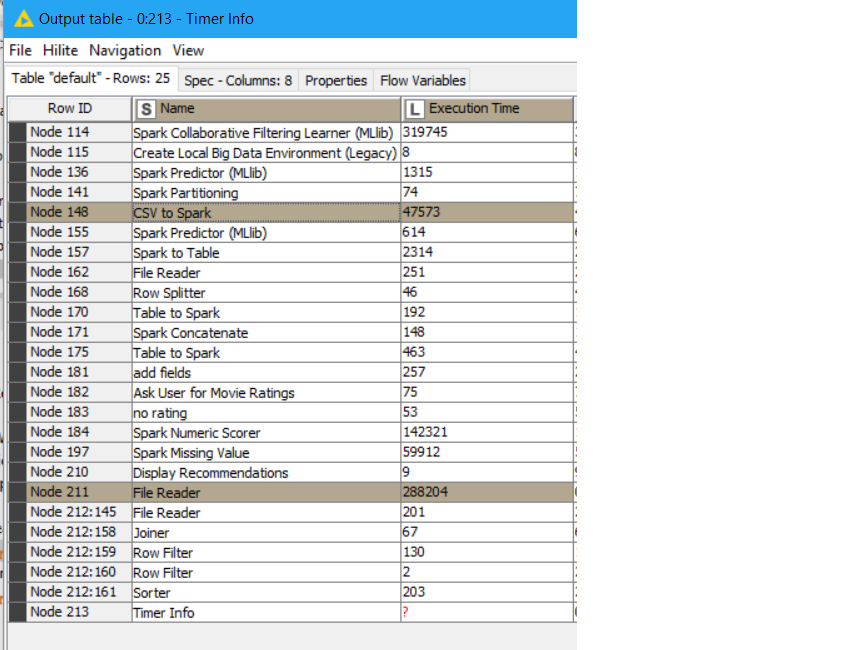 Output table - 0:213 - Timer Info
File Hilite Navigation View
Table "default" - Rows: 25 Spec - Columns: 8 Properties Flow Variables
Row ID S Name L Execution Time
Node 114 Spark Collaborative Filtering Learner (MLlib) 319745
Node 115 Create Local Big Data Environment (Legacy) 8
Node 136 Spark Predictor (MLlib) 1315
Node 141 Spark Partitioning 74
Node 148 CSV to Spark 47573
Node 155 Spark Predictor (MLlib) 614
Node 157 Spark to Table 2314
Node 162 File Reader 251
Node 168 Row Splitter 46
Node 170 Table to Spark 192
Node 171 Spark Concatenate 148
Node 175 Table to Spark 463
Node 181 add fields 257
Node 182 Ask User for Movie Ratings 75
Node 183 no rating 53
Node 184 Spark Numeric Scorer 142321
Node 197 Spark Missing Value 59912
Node 210 Display Recommendations 9
Node 211 File Reader 288204
Node 212:145 File Reader 201
Node 212:158 Joiner 67
Node 212:159 Row Filter 130
Node 212:160 Row Filter 2
Node 212:161 Sorter 203
Node 213 Timer Info ?